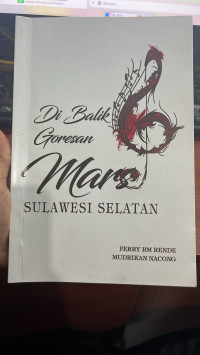 Di Balik
Goresan
Mars
SULAWESI SELATAN
FERRY BM RENDE
MUDRIKAN NACONG